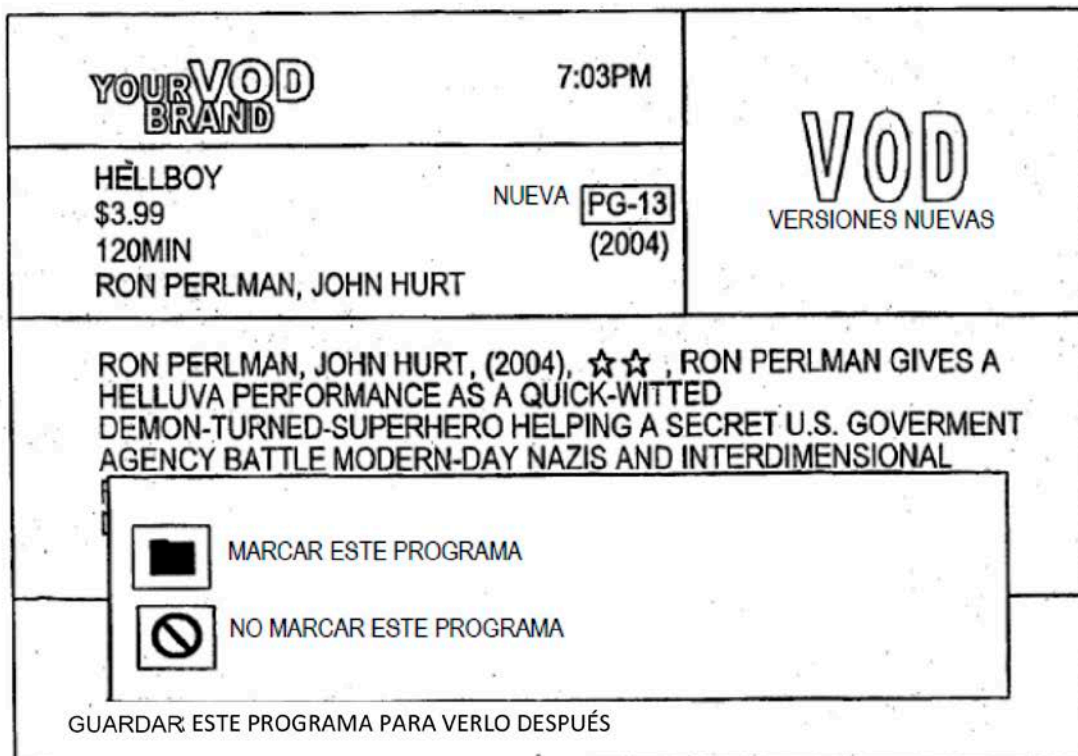 YOUR VOD
BRAND
7:03PM
HELLBOY
$3.99
120MIN
RON PERLMAN, JOHN HURT
NUEVA PG-13
(2004)
VOD
VERSIONES NUEVAS
RON PERLMAN, JOHN HURT, (2004), ☆☆, RON PERLMAN GIVES A
HELLUVA PERFORMANCE AS A QUICK-WITTED
DEMON-TURNED-SUPERHERO HELPING A SECRET U.S. GOVERMENT
AGENCY BATTLE MODERN-DAY NAZIS AND INTERDIMENSIONAL
MARCAR ESTE PROGRAMA
NO MARCAR ESTE PROGRAMA
GUARDAR ESTE PROGRAMA PARA VERLO DESPUÉS